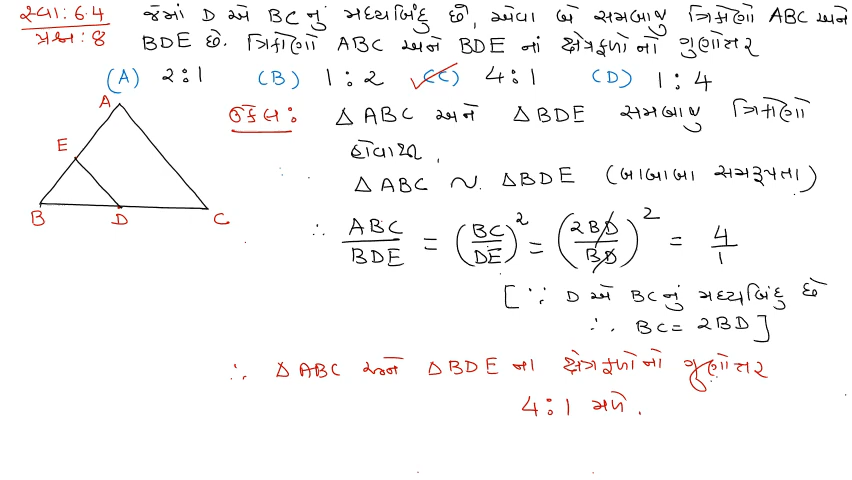 સ્વા: 6.4
પ્રશ્ન: 8
જેમાં D એ BC નું મધ્યબિંદુ છે, એવા બે સમબાજુ ત્રિકોણો ABC અને
BDE છે. ત્રિકોણો ABC અને BDE નાં ક્ષેત્રફળોનો ગુણોત્તર
(A) 2:1 (B) 1:2 (C) 4:1 (D) 1:4
A
E
B D C
ઉકેલ: △ABC અને △BDE સમબાજુ ત્રિકોણો
હોવાથી,
△ABC ~ △BDE (બાબાબા સમરૂપતા)
∴ ABC/BDE = (BC/DE)² = (2BD/BD)² = 4/1
[∵ D એ BC નું મધ્યબિંદુ છે
∴ BC = 2BD]
∴ △ABC અને △BDE ના ક્ષેત્રફળોનો ગુણોત્તર
4:1 મળે.